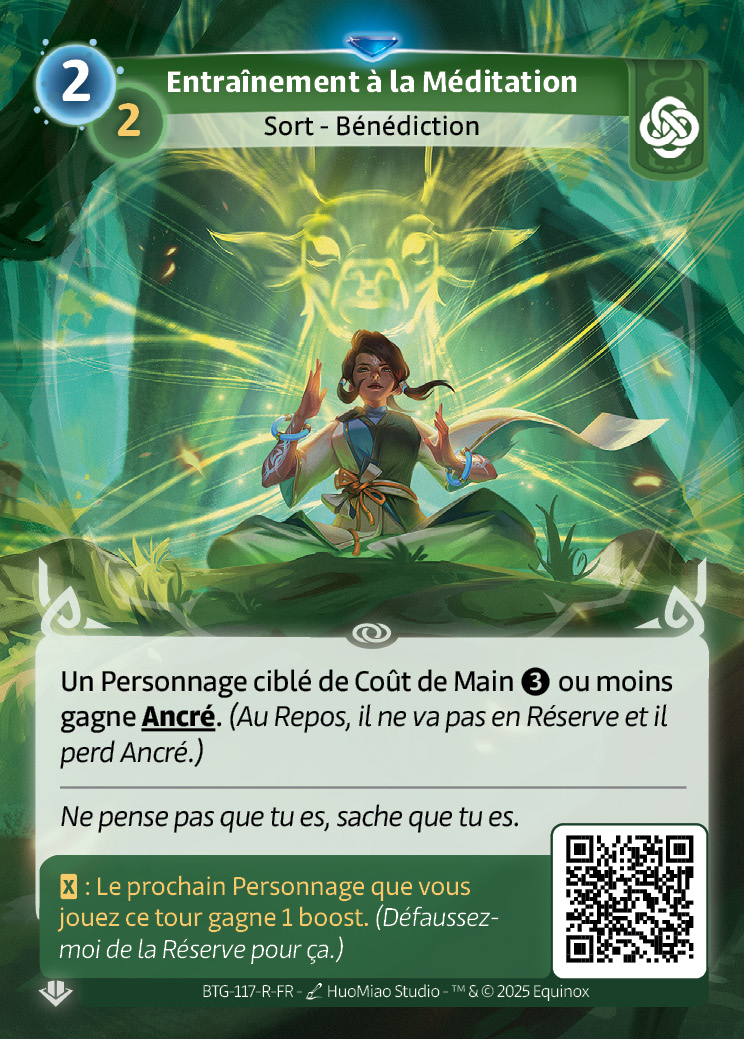 2
Entraînement à la Méditation
2
Sort - Bénédiction
Un Personnage ciblé de Coût de Main 3 ou moins
gagne Ancré. (Au Repos, il ne va pas en Réserve et il
perd Ancré.)
Ne pense pas que tu es, sache que tu es.
X : Le prochain Personnage que vous
jouez ce tour gagne 1 boost. (Défaussez-
moi de la Réserve pour ça.)
BTG-117-R-FR - HuoMiao Studio - ™ & © 2025 Equinox